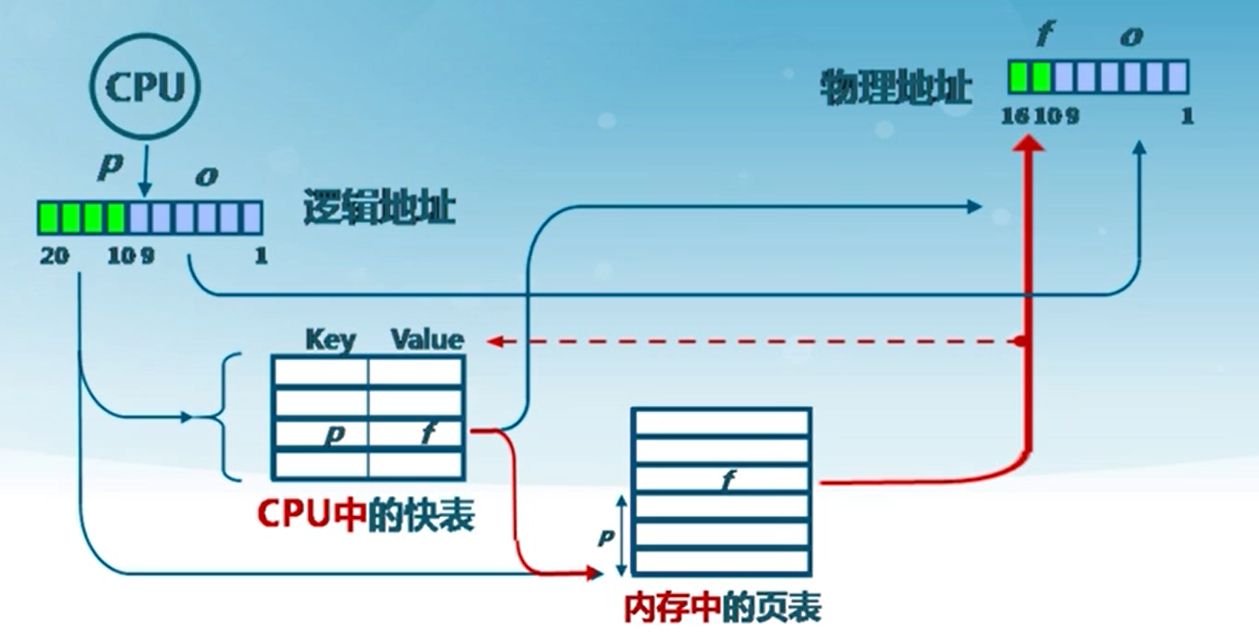 CPU
f o
物理地址
16 10 9 1
p o
逻辑地址
20 10 9 1
Key Value
p f
CPU中的快表
f
p
内存中的页表